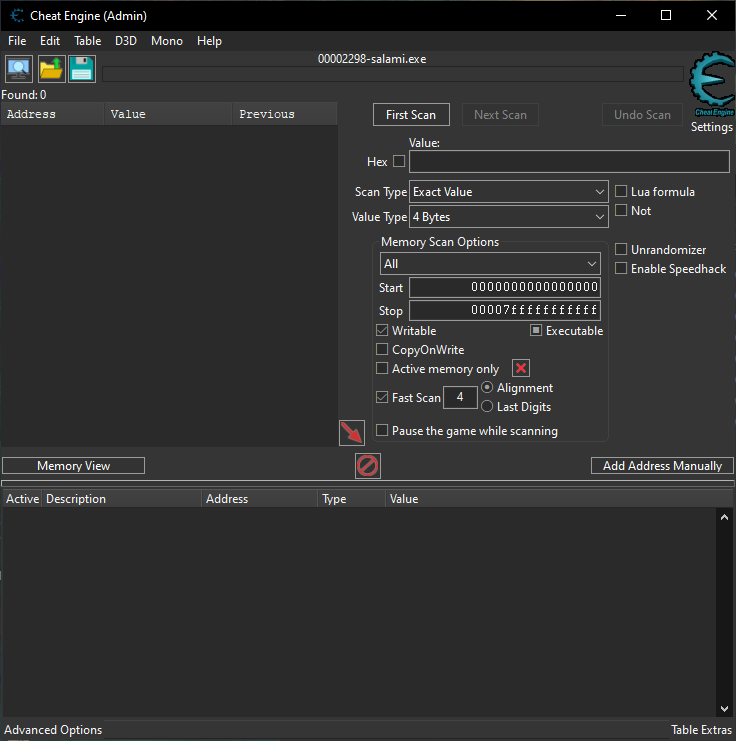 Cheat Engine (Admin)
File Edit Table D3D Mono Help
00002298-salami.exe
Found: 0
Address Value Previous
First Scan Next Scan Undo Scan
Cheat Engine
Settings
Value:
Hex
Scan Type Exact Value Lua formula
Not
Value Type 4 Bytes
Memory Scan Options
All
Unrandomizer
Enable Speedhack
Start 0000000000000000
Stop 00007fffffffffff
Writable Executable
CopyOnWrite
Active memory only
Fast Scan 4 Alignment
Last Digits
Pause the game while scanning
Memory View Add Address Manually
Active Description Address Type Value
Advanced Options Table Extras